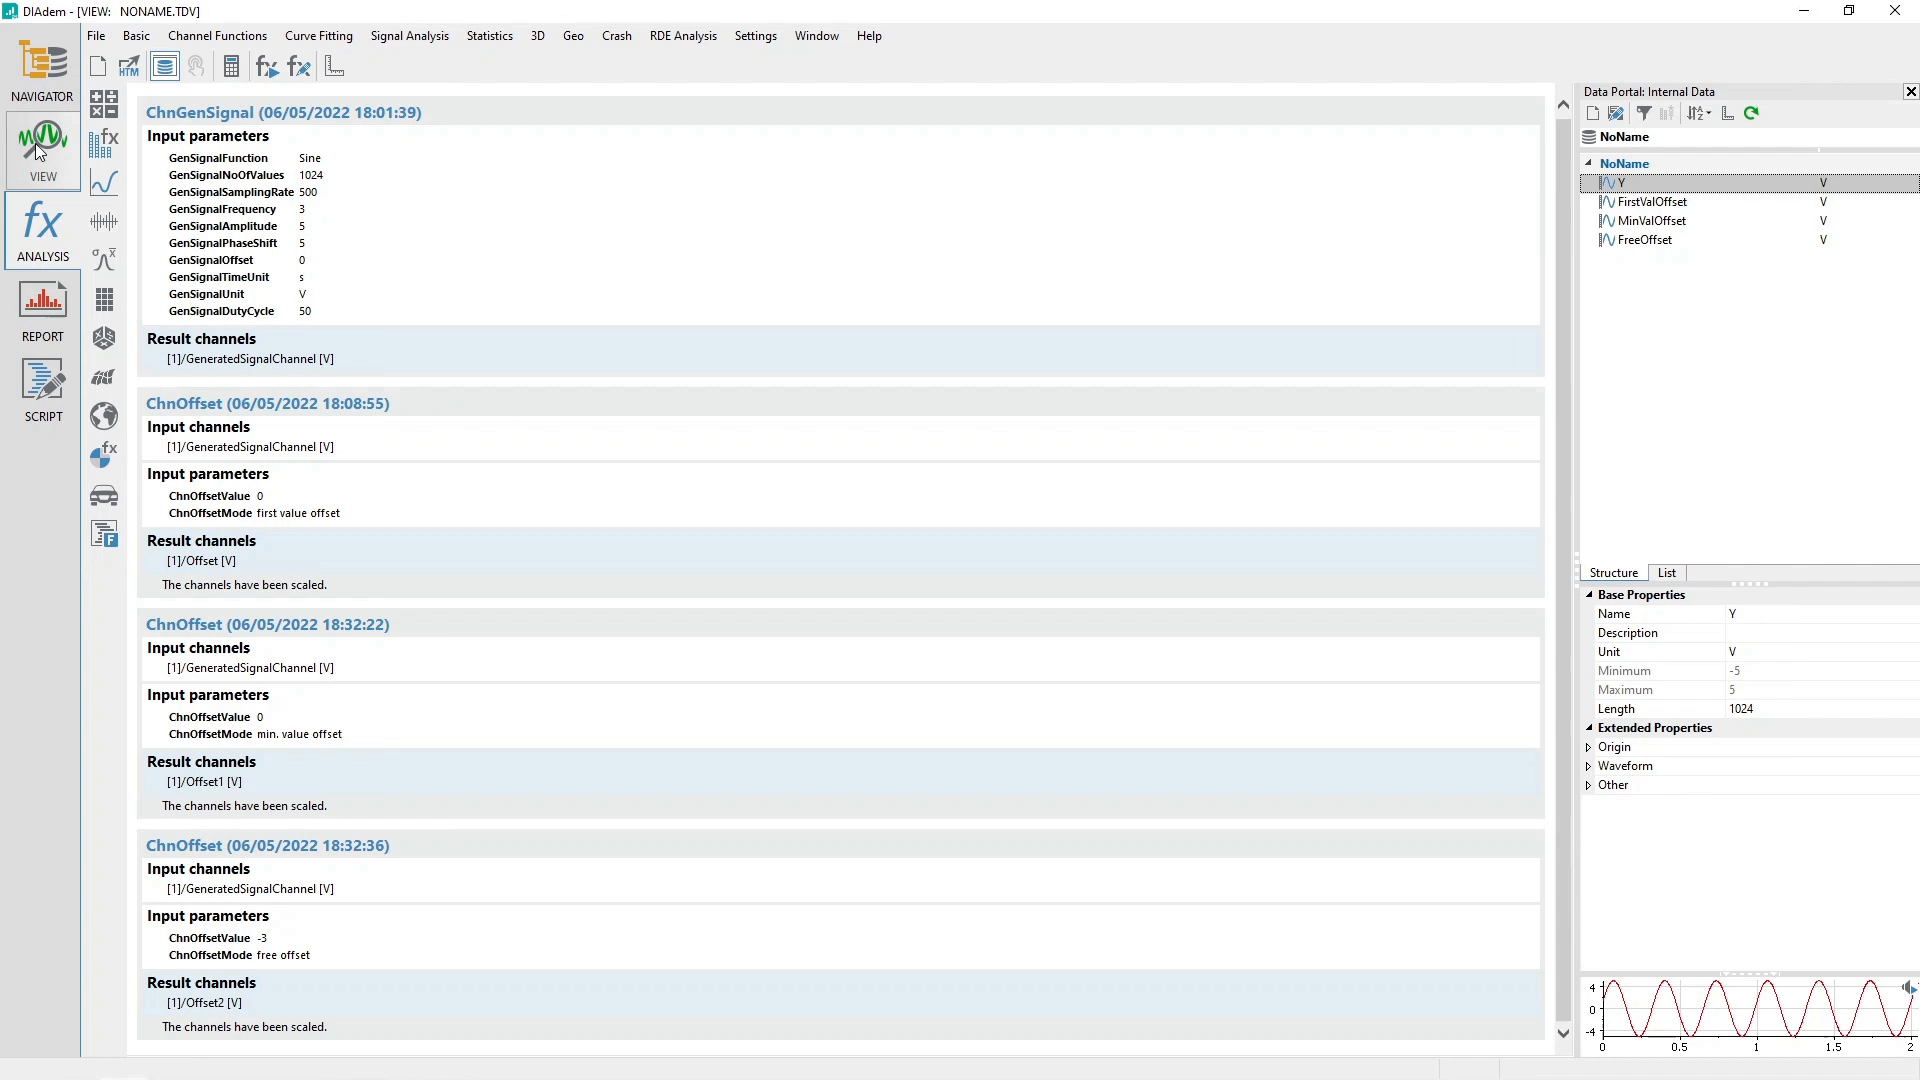 DIAdem - [VIEW:   NONAME.TDV]
File Basic Channel Functions Curve Fitting Signal Analysis Statistics 3D Geo Crash RDE Analysis Settings Window Help
HTM
fx fx
NAVIGATOR
VIEW
fx
ANALYSIS
REPORT
SCRIPT
fx
σ x̄
fx
F
ChnGenSignal (06/05/2022 18:01:39)
Input parameters
GenSignalFunction Sine
GenSignalNoOfValues 1024
GenSignalSamplingRate 500
GenSignalFrequency 3
GenSignalAmplitude 5
GenSignalPhaseShift 5
GenSignalOffset 0
GenSignalTimeUnit s
GenSignalUnit V
GenSignalDutyCycle 50
Result channels
[1]/GeneratedSignalChannel [V]
ChnOffset (06/05/2022 18:08:55)
Input channels
[1]/GeneratedSignalChannel [V]
Input parameters
ChnOffsetValue 0
ChnOffsetMode first value offset
Result channels
[1]/Offset [V]
The channels have been scaled.
ChnOffset (06/05/2022 18:32:22)
Input channels
[1]/GeneratedSignalChannel [V]
Input parameters
ChnOffsetValue 0
ChnOffsetMode min. value offset
Result channels
[1]/Offset1 [V]
The channels have been scaled.
ChnOffset (06/05/2022 18:32:36)
Input channels
[1]/GeneratedSignalChannel [V]
Input parameters
ChnOffsetValue -3
ChnOffsetMode free offset
Result channels
[1]/Offset2 [V]
The channels have been scaled.
Data Portal: Internal Data
NoName
NoName
Y V
FirstValOffset V
MinValOffset V
FreeOffset V
Structure List
Base Properties
Name Y
Description
Unit V
Minimum -5
Maximum 5
Length 1024
Extended Properties
Origin
Waveform
Other
4
0
-4
0 0.5 1 1.5 2